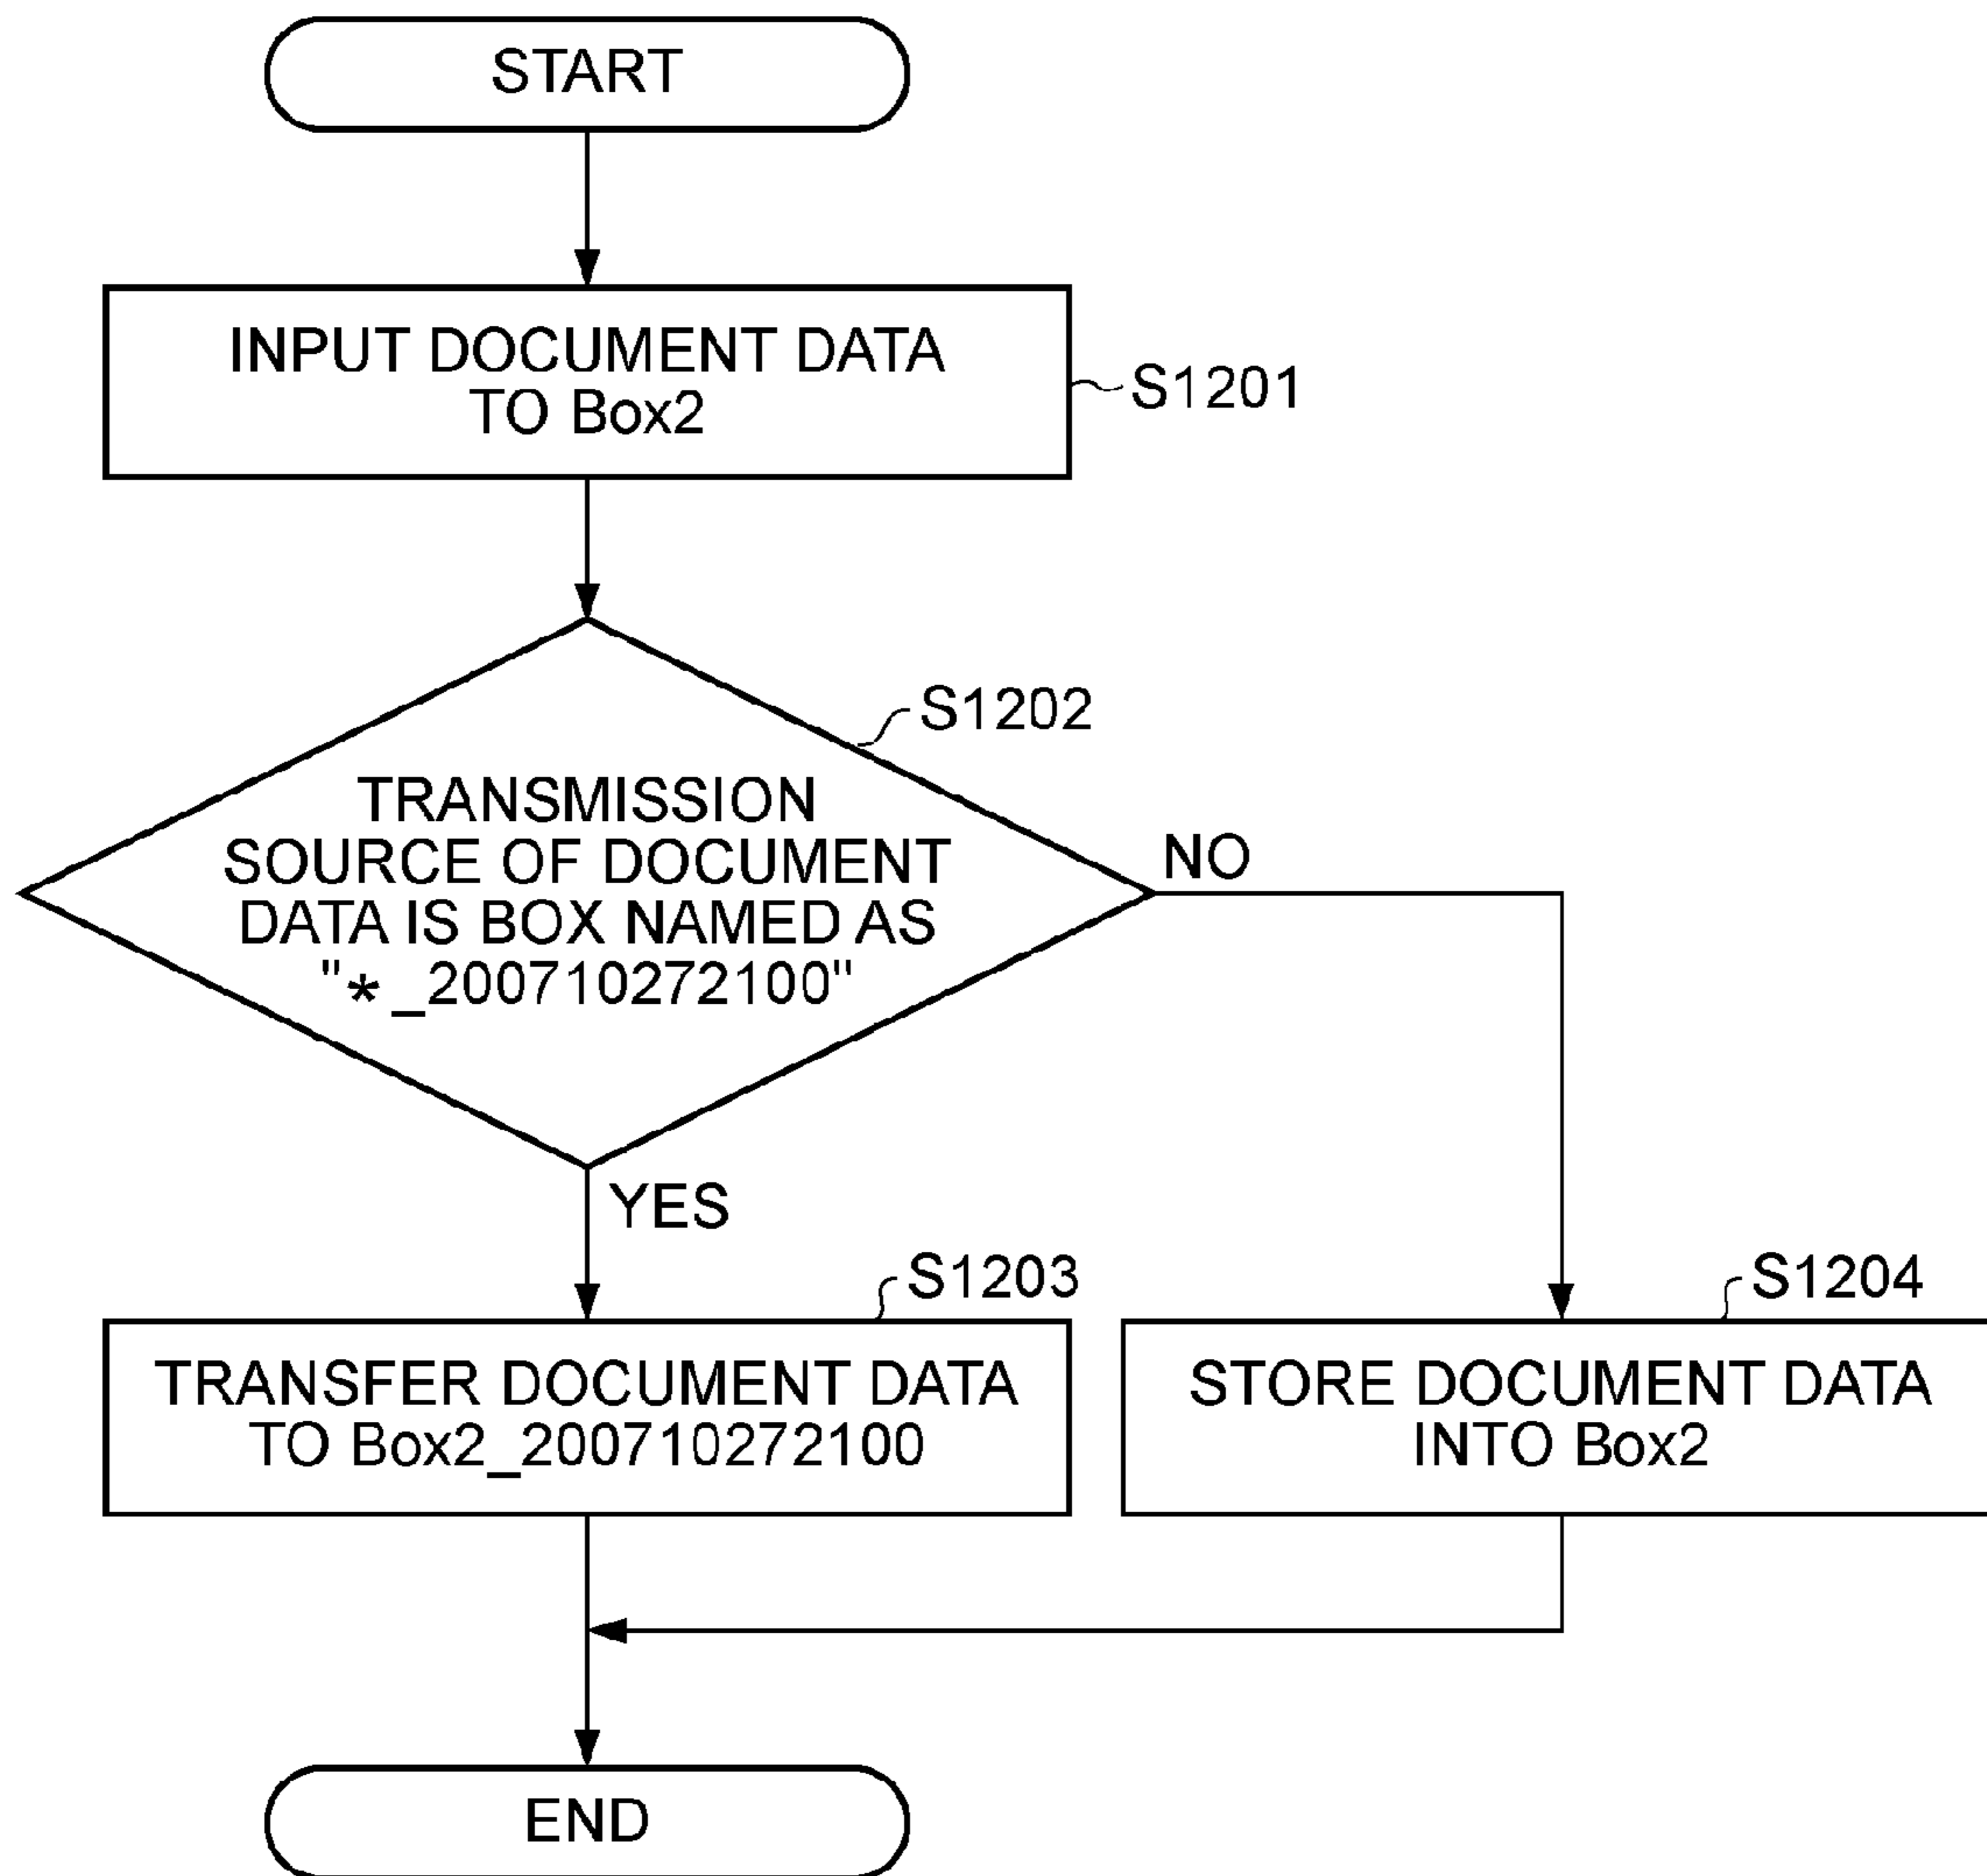 START
INPUT DOCUMENT DATA
TO Box2
S1201
S1202
TRANSMISSION
SOURCE OF DOCUMENT
DATA IS BOX NAMED AS
"*_200710272100"
NO
YES
S1203
TRANSFER DOCUMENT DATA
TO Box2_200710272100
S1204
STORE DOCUMENT DATA
INTO Box2
END